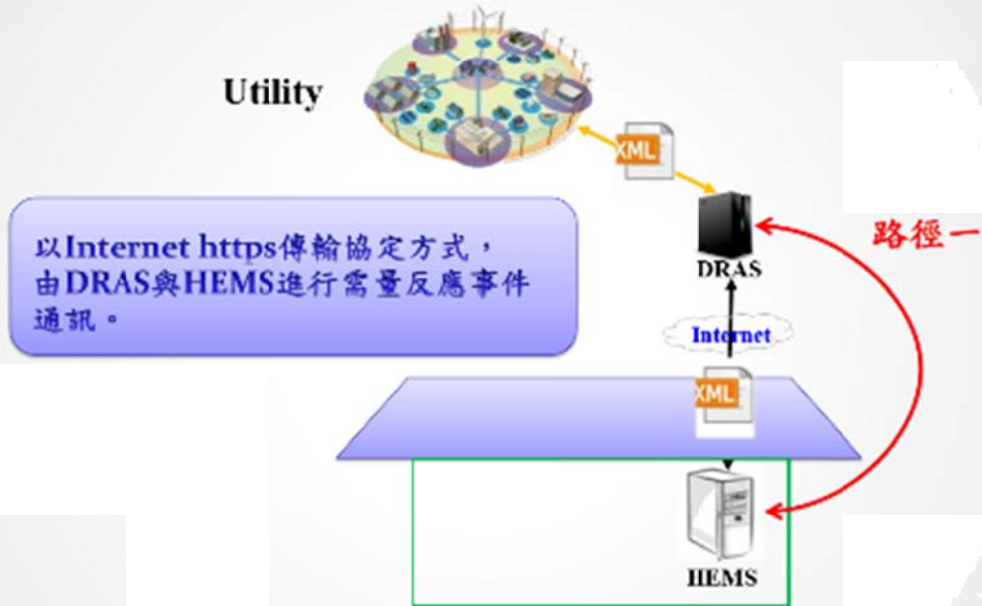 Utility
XML
以Internet https傳輸協定方式，
由DRAS與HEMS進行需量反應事件
通訊。
路徑一
DRAS
Internet
XML
HEMS